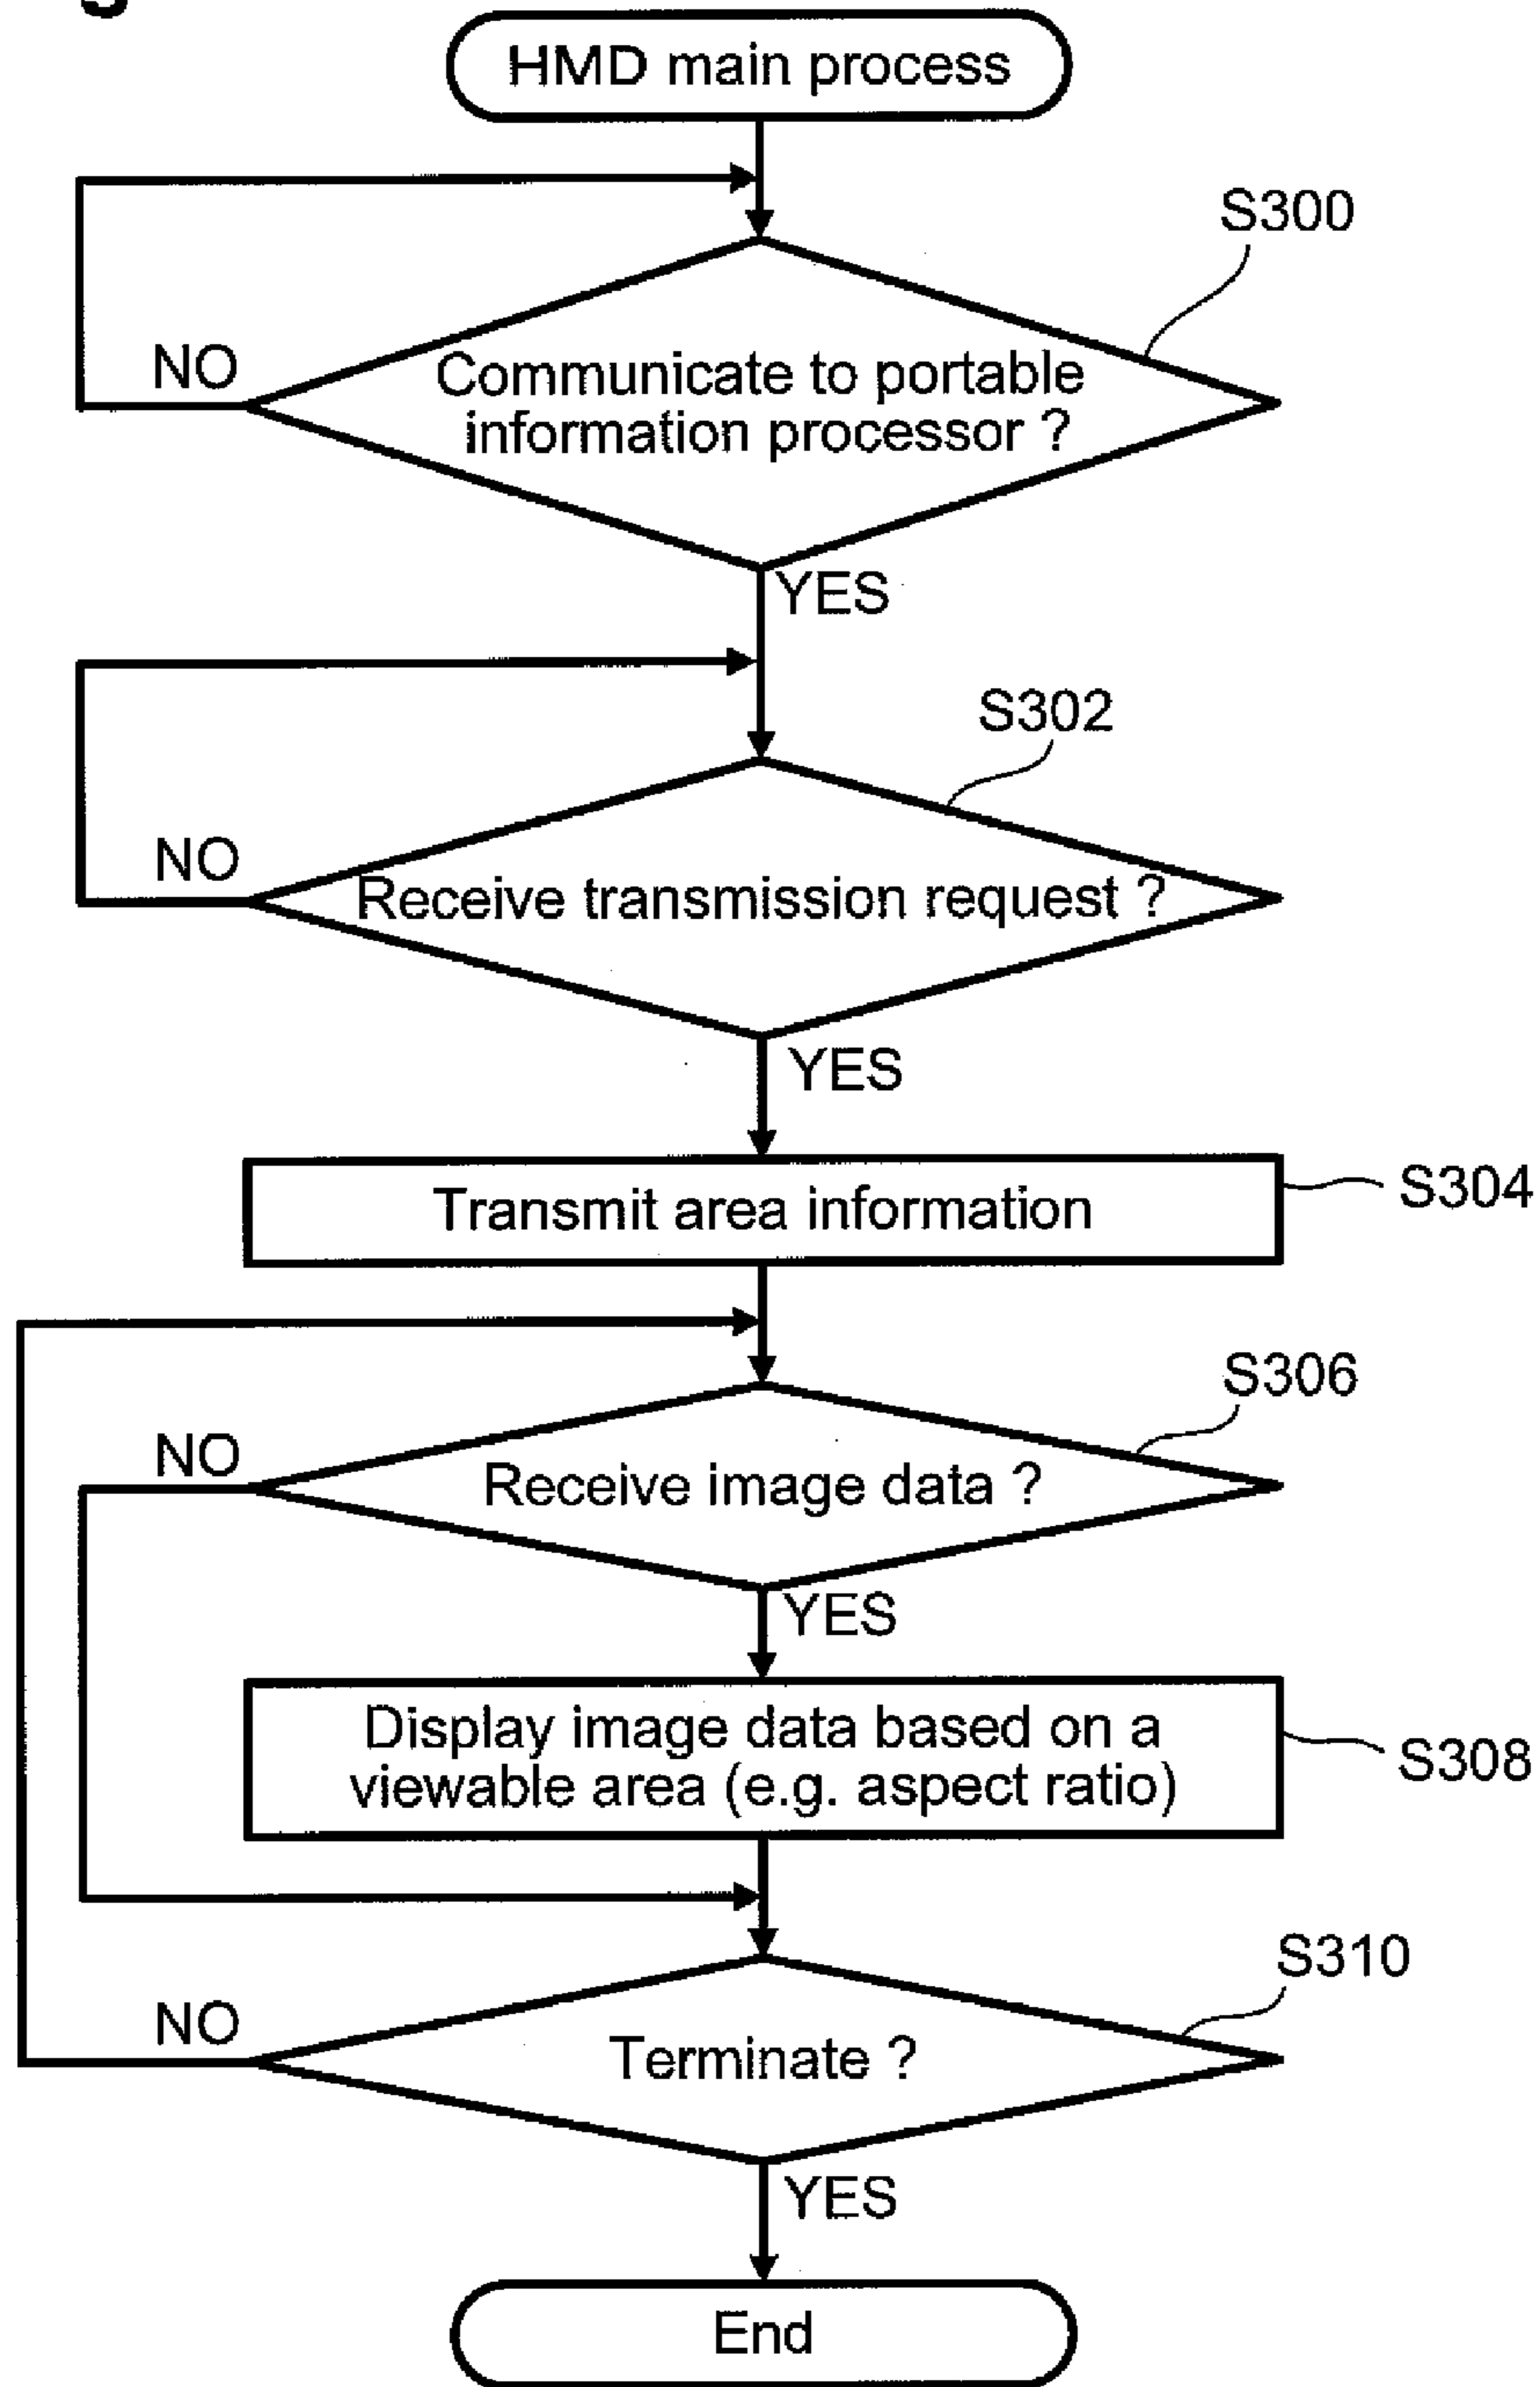 HMD main process
S300
NO
Communicate to portable
information processor ?
YES
S302
NO
Receive transmission request ?
YES
Transmit area information
S304
S306
NO
Receive image data ?
YES
Display image data based on a
viewable area (e.g. aspect ratio)
S308
S310
NO
Terminate ?
YES
End